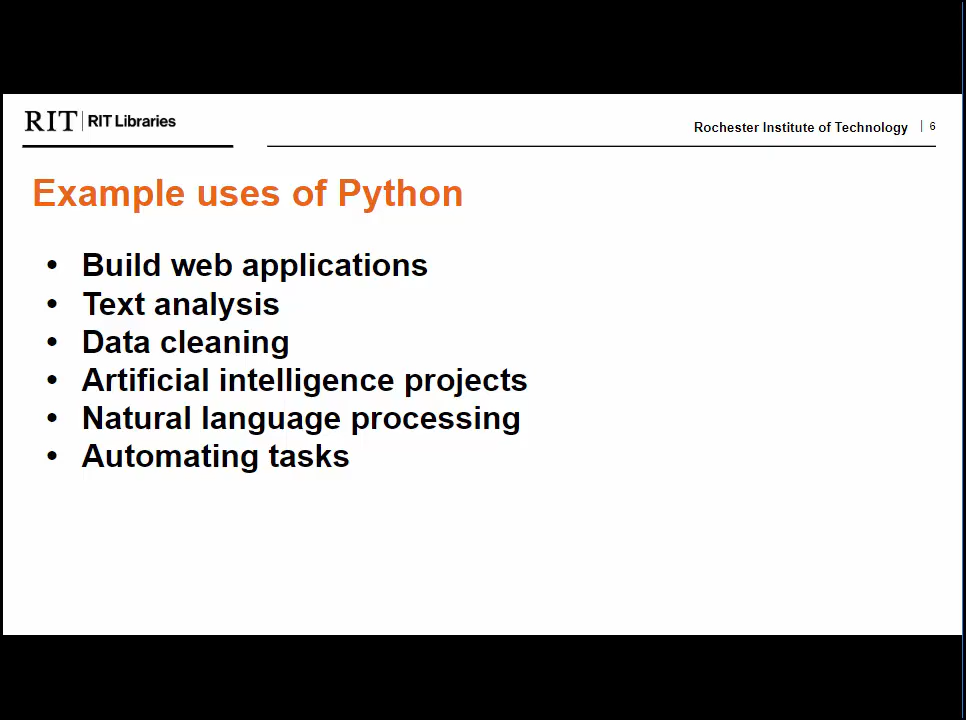 RIT | RIT Libraries
Rochester Institute of Technology | 6
Example uses of Python
• Build web applications
• Text analysis
• Data cleaning
• Artificial intelligence projects
• Natural language processing
• Automating tasks